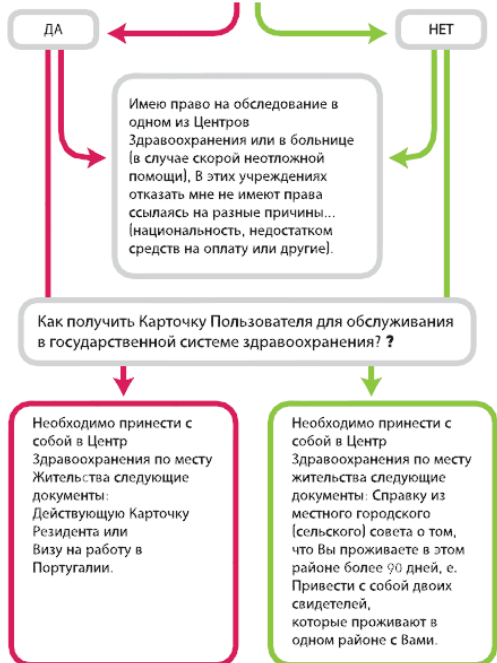 ДА
НЕТ
Имею право на обследование в
одном из Центров
Здравоохранения или в больнице
(в случае скорой неотложной
помощи), В этих учреждениях
отказать мне не имеют права
ссылаясь на разные причины...
(национальность, недостатком
средств на оплату или другие).
Как получить Карточку Пользователя для обслуживания
в государственной системе здравоохранения? ?
Необходимо принести с
собой в Центр
Здравоохранения по месту
Жительства следующие
документы:
Действующую Карточку
Резидента или
Визу на работу в
Португалии.
Необходимо принести с
собой в Центр
Здравоохранения по месту
жительства следующие
документы: Справку из
местного городского
(сельского) совета о том,
что Вы проживаете в этом
районе более 90 дней, е.
Привести с собой двоих
свидетелей,
которые проживают в
одном районе с Вами.